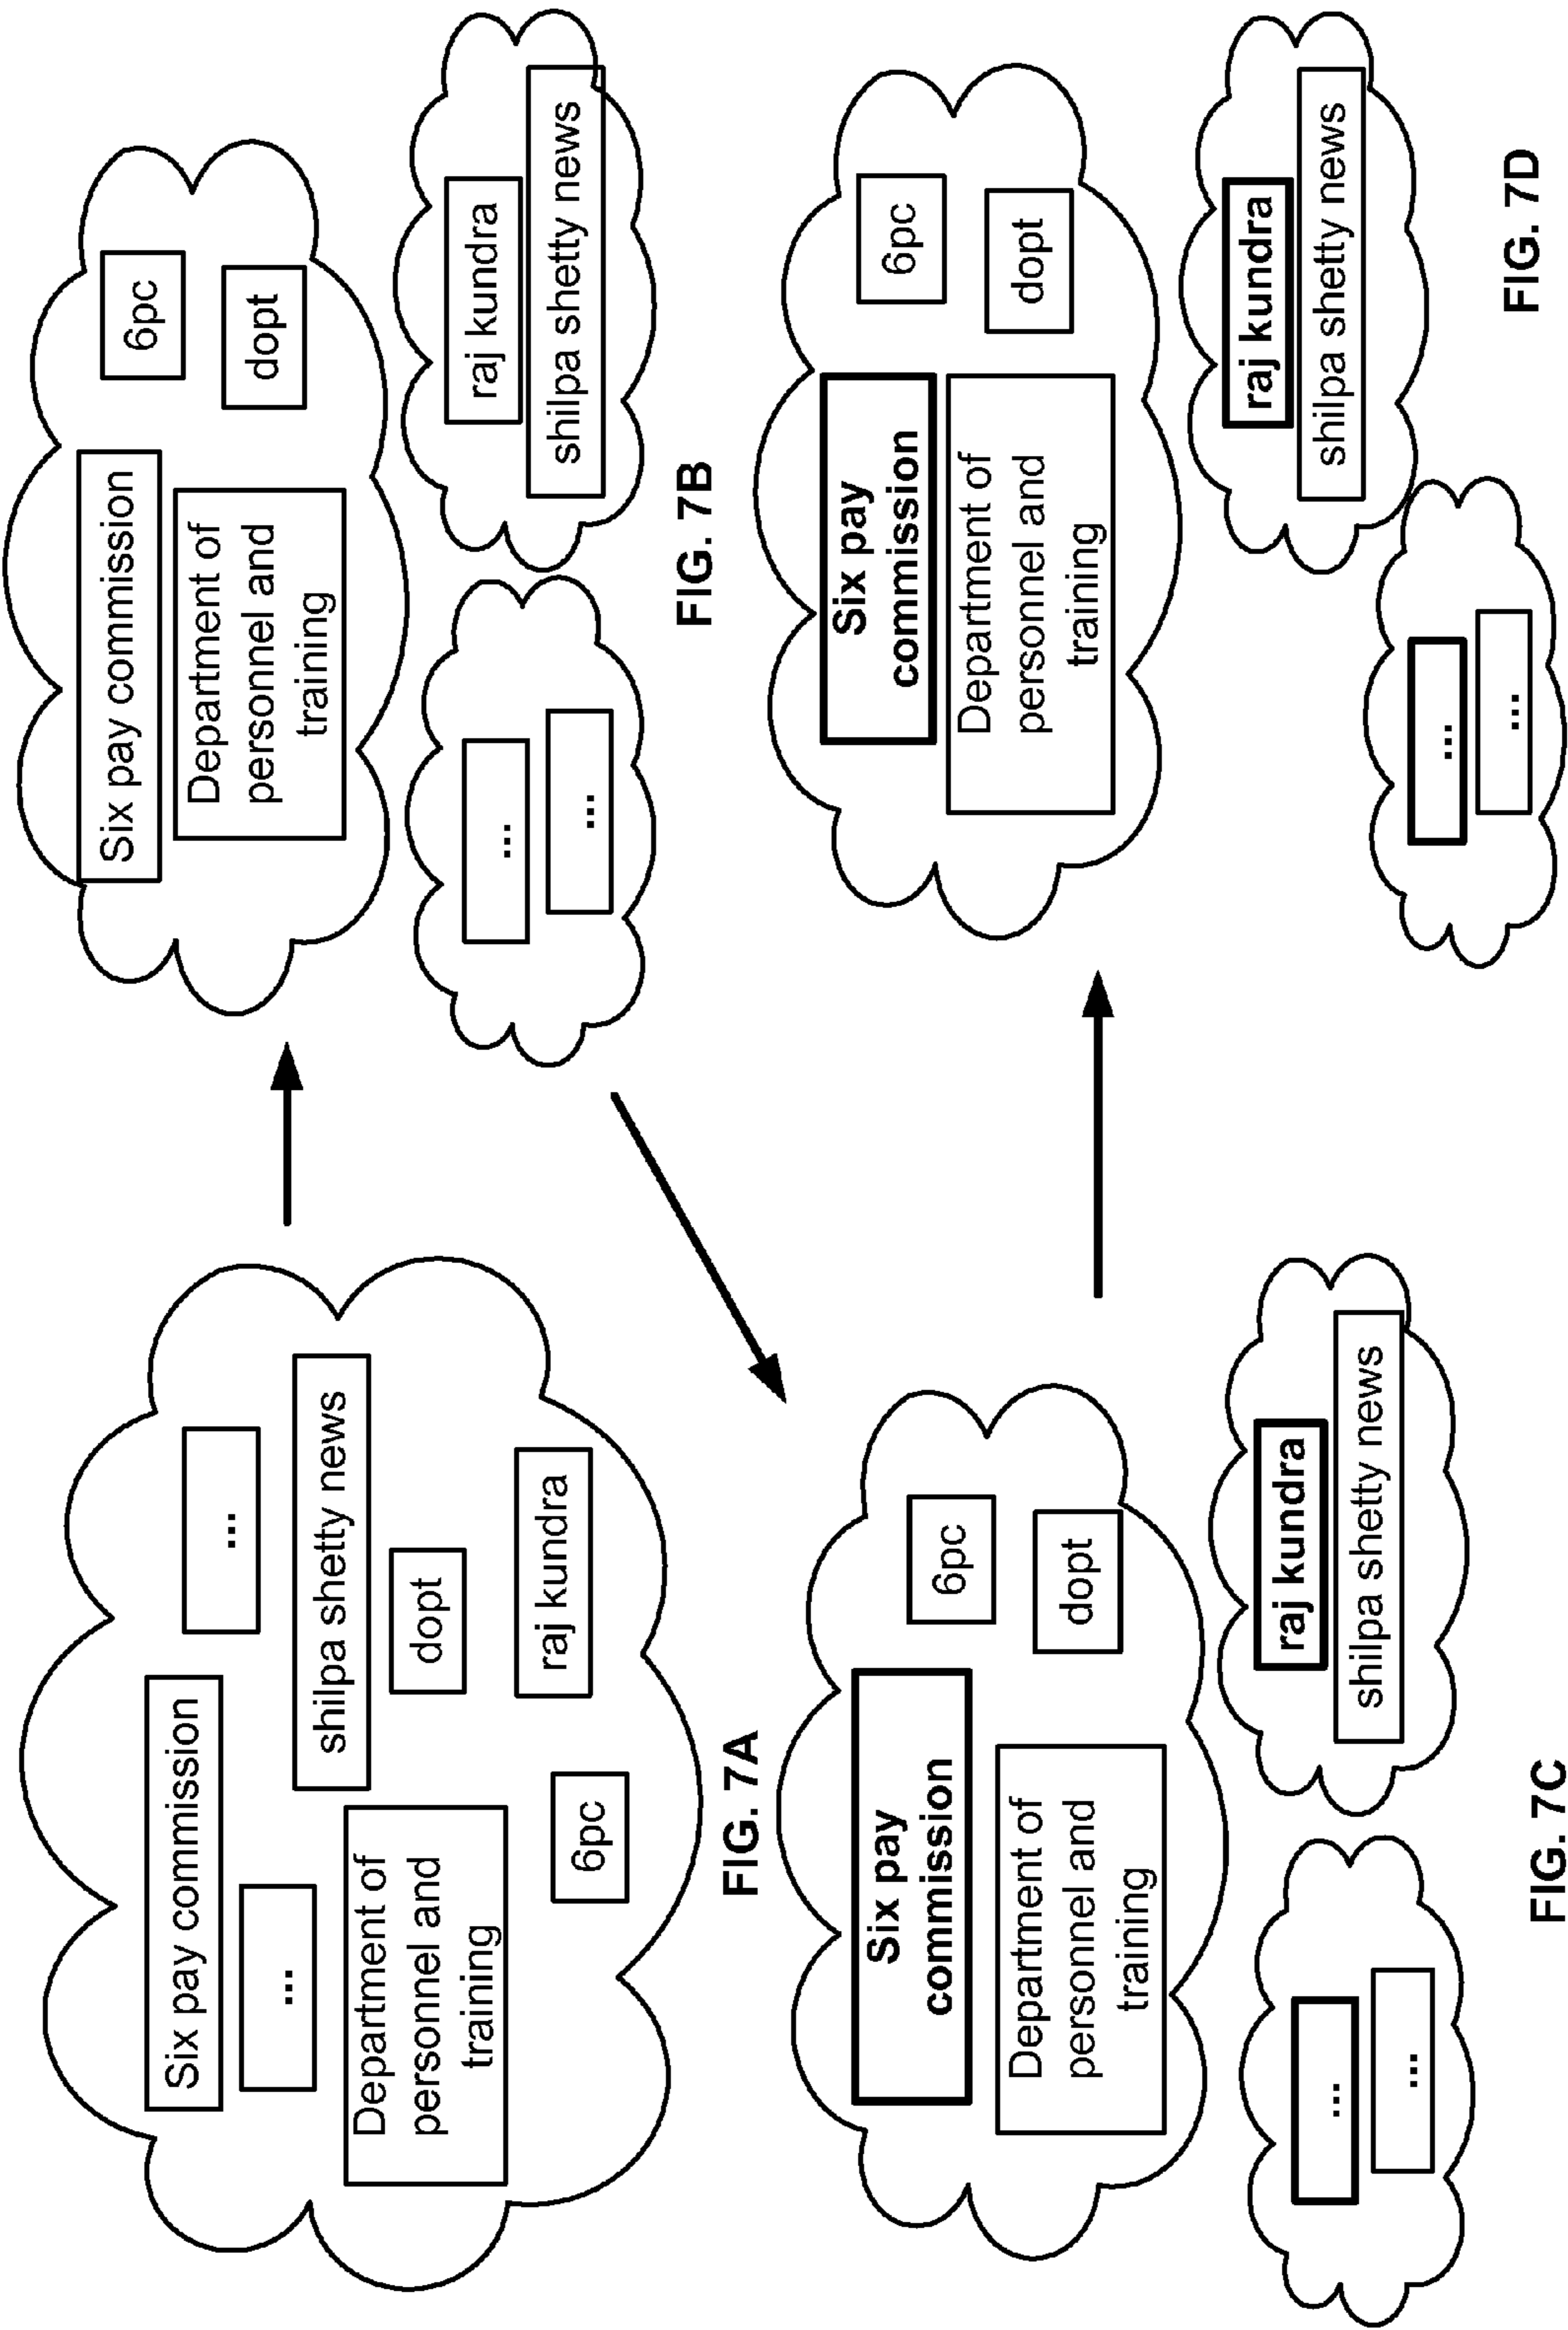 Six pay commission
...
...
shilpa shetty news
Department of
personnel and
training
dopt
raj kundra
6pc
FIG. 7A
Six pay commission
6pc
Department of
personnel and
training
dopt
...
...
raj kundra
shilpa shetty news
FIG. 7B
Six pay
commission
6pc
Department of
personnel and
training
dopt
...
...
raj kundra
shilpa shetty news
FIG. 7C
Six pay
commission
6pc
Department of
personnel and
training
dopt
...
...
raj kundra
shilpa shetty news
FIG. 7D